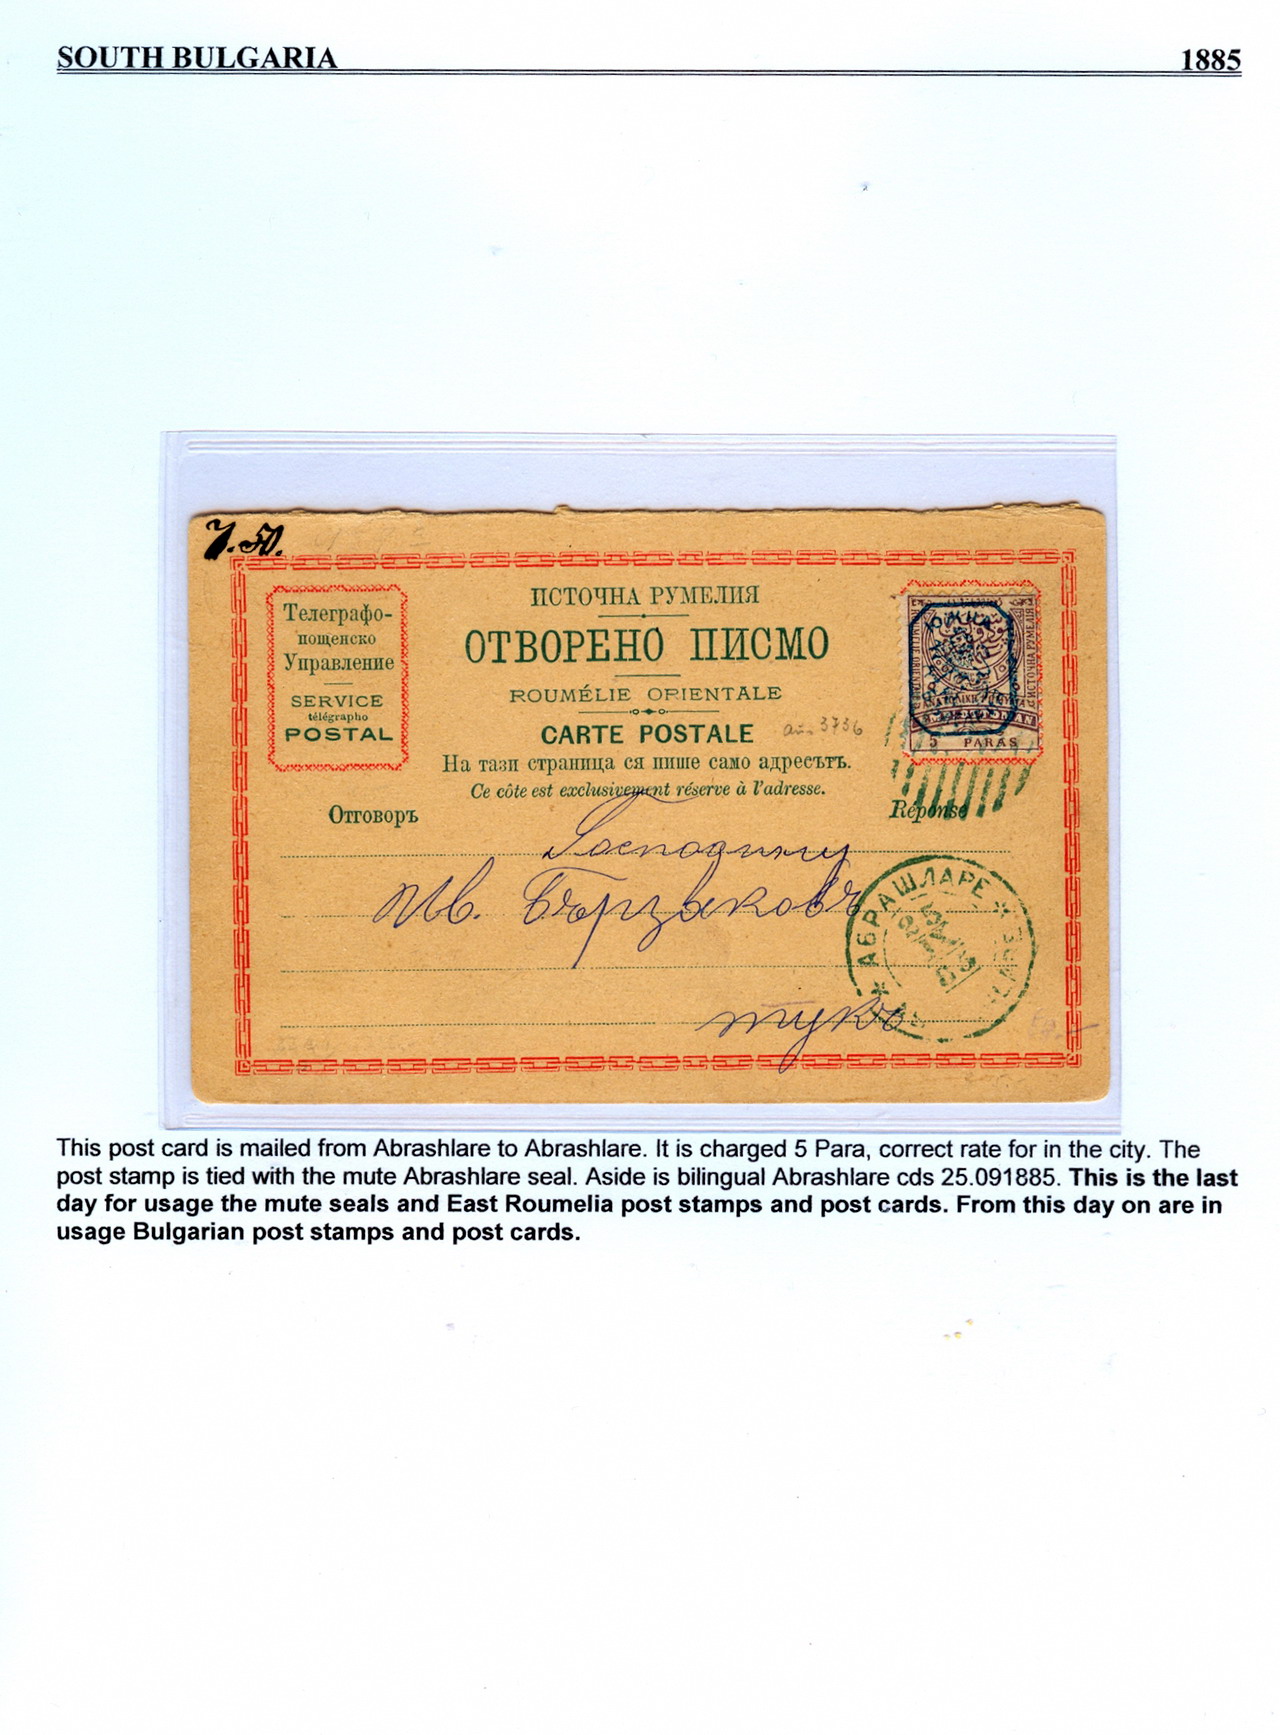 SOUTH BULGARIA 1885
7.50.
Телеграфо-
пощенско
Управление
SERVICE
télégrapho
POSTAL
ИСТОЧНА РУМЕЛИЯ
ОТВОРЕНО ПИСМО
ROUMÉLIE ORIENTALE
CARTE POSTALE
На тази страница ся пише само адресътъ.
Ce côte est exclusivement réserve à l'adresse.
3736
5 PARAS
Отговоръ
Réponse
Господину
Ив.
тука
АБРАШЛАРЕ
This post card is mailed from Abrashlare to Abrashlare. It is charged 5 Para, correct rate for in the city. The
post stamp is tied with the mute Abrashlare seal. Aside is bilingual Abrashlare cds 25.091885. This is the last
day for usage the mute seals and East Roumelia post stamps and post cards. From this day on are in
usage Bulgarian post stamps and post cards.